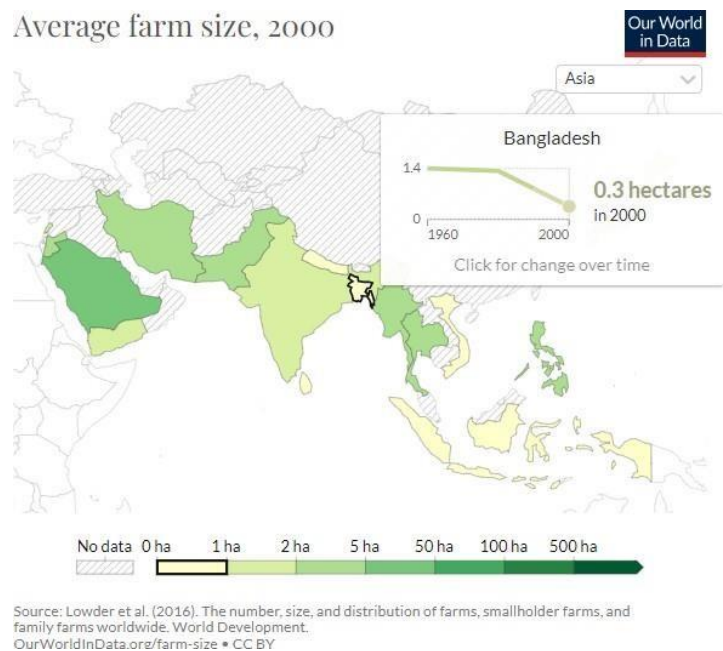 Average farm size, 2000
Our World
in Data
Asia
Bangladesh
1.4
0
1960
2000
0.3 hectares
in 2000
Click for change over time
No data
0 ha
1 ha
2 ha
5 ha
50 ha
100 ha
500 ha
Source: Lowder et al. (2016). The number, size, and distribution of farms, smallholder farms, and
family farms worldwide. World Development.
OurWorldInData.org/farm-size • CC BY